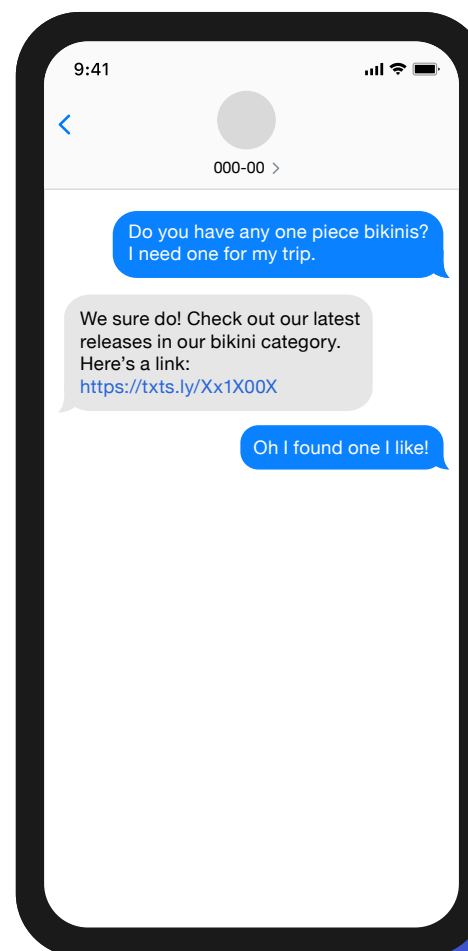 9:41
000-00
Do you have any one piece bikinis?
I need one for my trip.
We sure do! Check out our latest
releases in our bikini category.
Here’s a link:
https://txts.ly/Xx1X00X
Oh I found one I like!